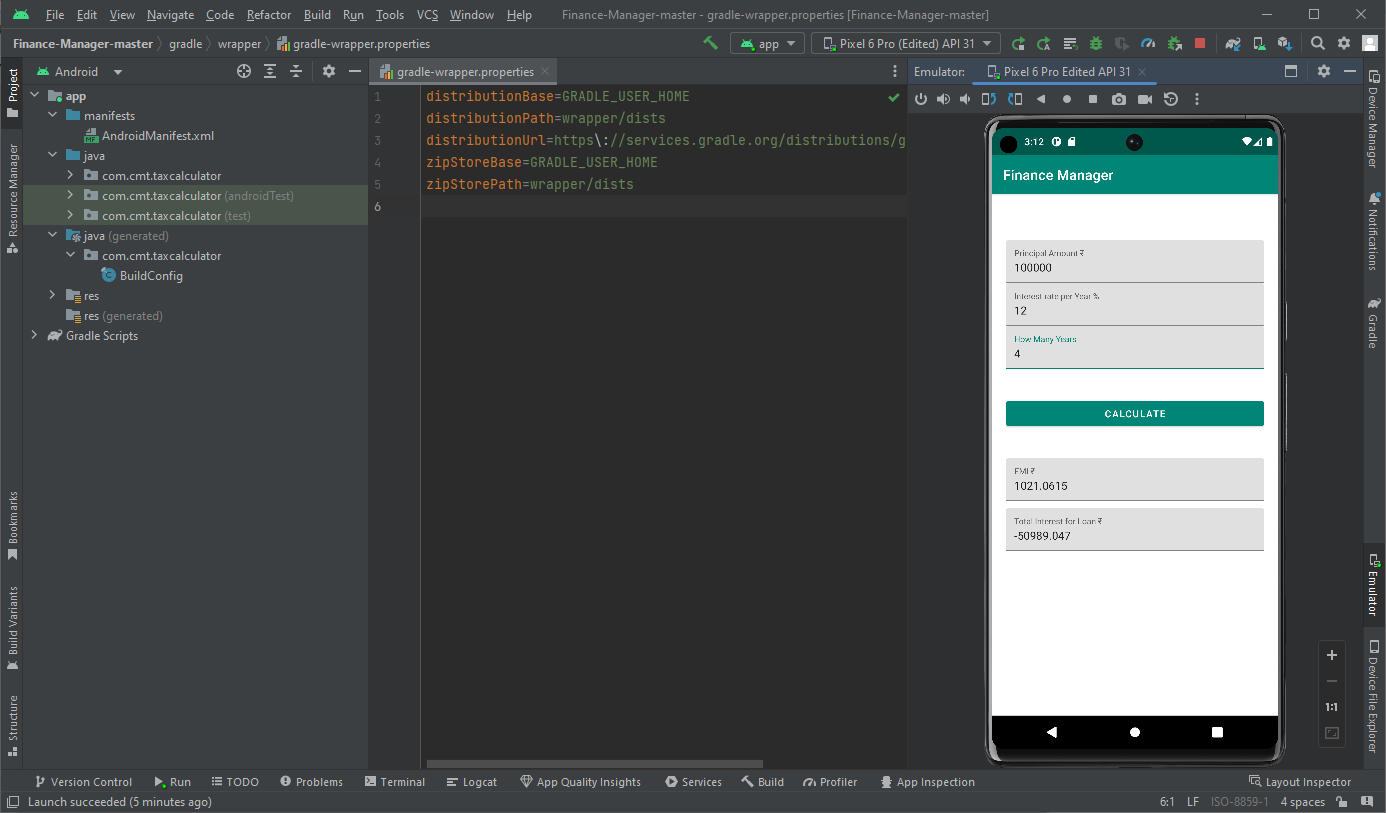 File Edit View Navigate Code Refactor Build Run Tools VCS Window Help Finance-Manager-master - gradle-wrapper.properties [Finance-Manager-master]
Finance-Manager-master gradle wrapper gradle-wrapper.properties app Pixel 6 Pro (Edited) API 31
Project
Resource Manager
Bookmarks
Build Variants
Structure
Android
app
manifests
AndroidManifest.xml
java
com.cmt.taxcalculator
com.cmt.taxcalculator (androidTest)
com.cmt.taxcalculator (test)
java (generated)
com.cmt.taxcalculator
BuildConfig
res
res (generated)
Gradle Scripts
gradle-wrapper.properties
1 distributionBase=GRADLE_USER_HOME
2 distributionPath=wrapper/dists
3 distributionUrl=https\://services.gradle.org/distributions/g
4 zipStoreBase=GRADLE_USER_HOME
5 zipStorePath=wrapper/dists
6
Emulator: Pixel 6 Pro Edited API 31
3:12
Finance Manager
Principal Amount ₹
100000
Interest rate per Year %
12
How Many Years
4
CALCULATE
EMI ₹
1021.0615
Total Interest for Loan ₹
-50989.047
1:1
Device Manager
Notifications
Gradle
Emulator
Device File Explorer
Version Control Run TODO Problems Terminal Logcat App Quality Insights Services Build Profiler App Inspection Layout Inspector
Launch succeeded (5 minutes ago) 6:1 LF ISO-8859-1 4 spaces